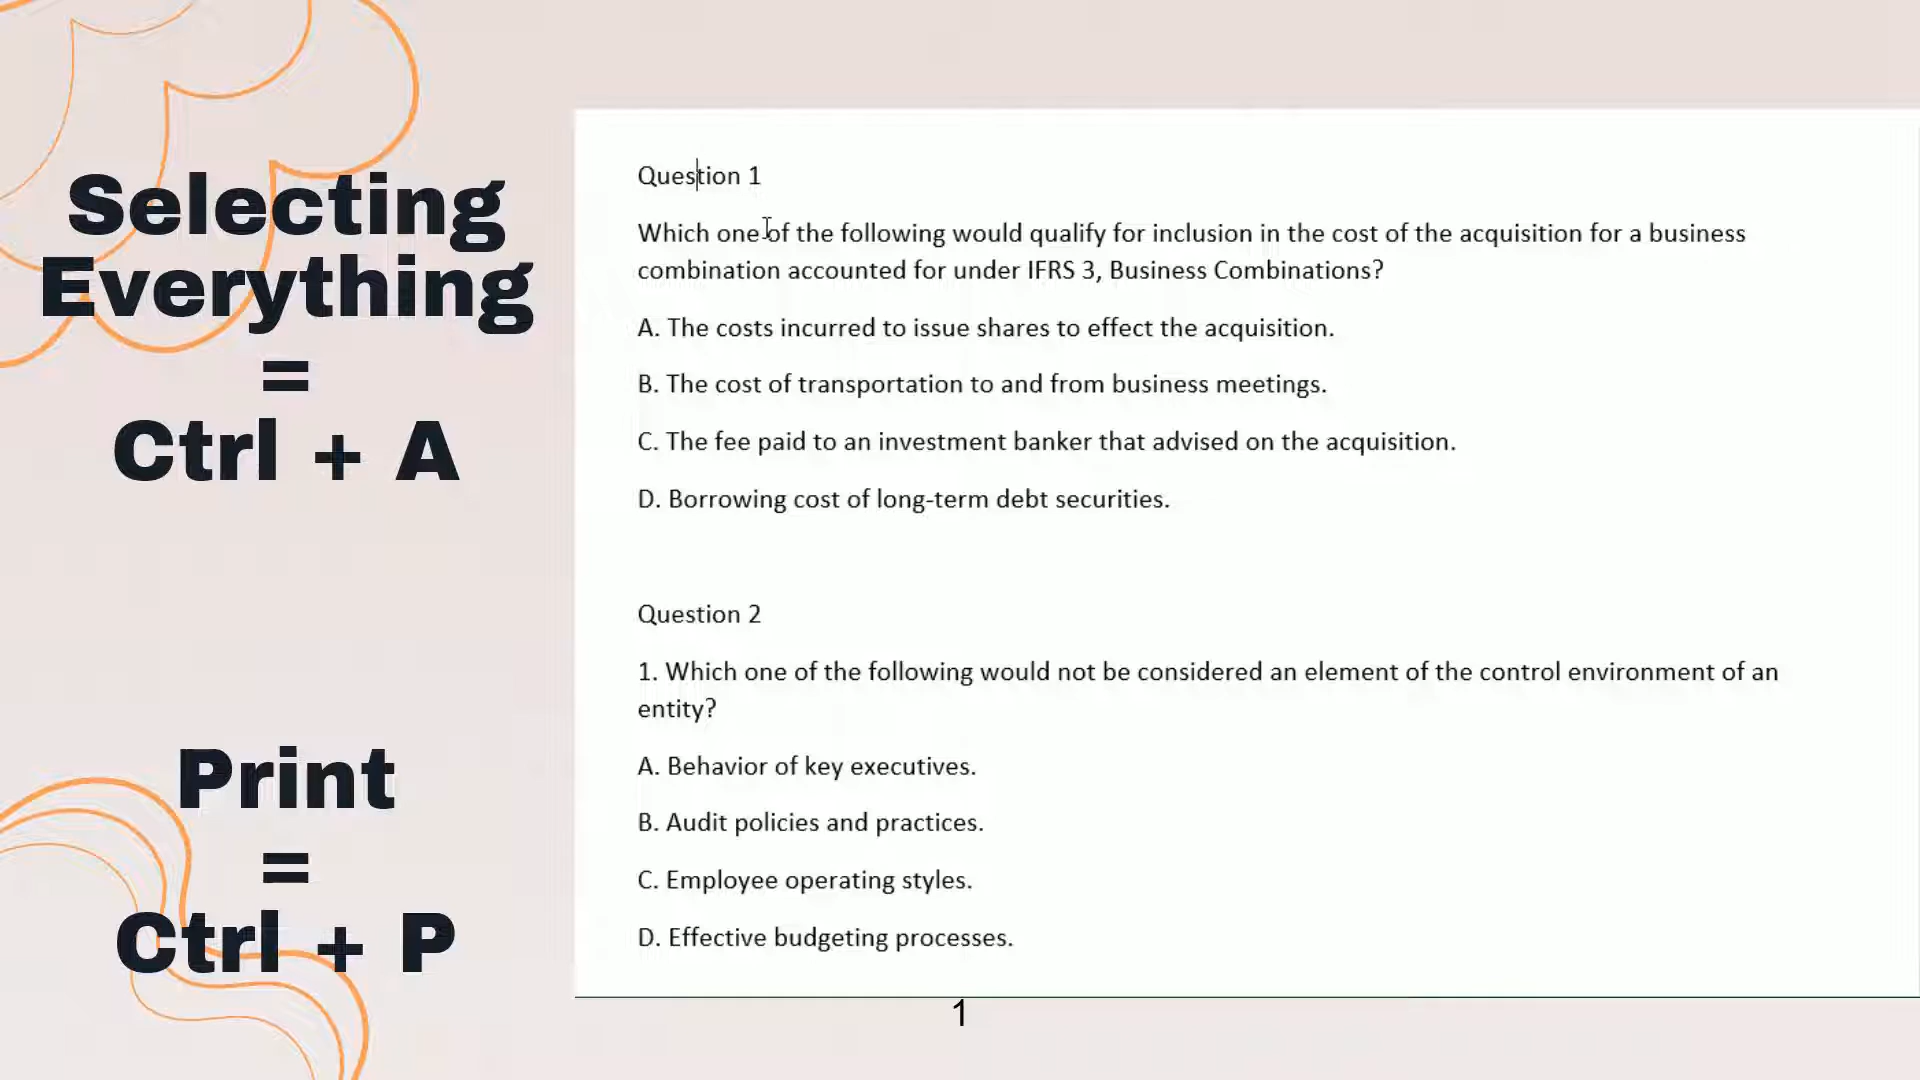 Selecting
Everything
=
Ctrl + A
Print
=
Ctrl + P
Question 1
Which one of the following would qualify for inclusion in the cost of the acquisition for a business
combination accounted for under IFRS 3, Business Combinations?
A. The costs incurred to issue shares to effect the acquisition.
B. The cost of transportation to and from business meetings.
C. The fee paid to an investment banker that advised on the acquisition.
D. Borrowing cost of long-term debt securities.
Question 2
1. Which one of the following would not be considered an element of the control environment of an
entity?
A. Behavior of key executives.
B. Audit policies and practices.
C. Employee operating styles.
D. Effective budgeting processes.
1